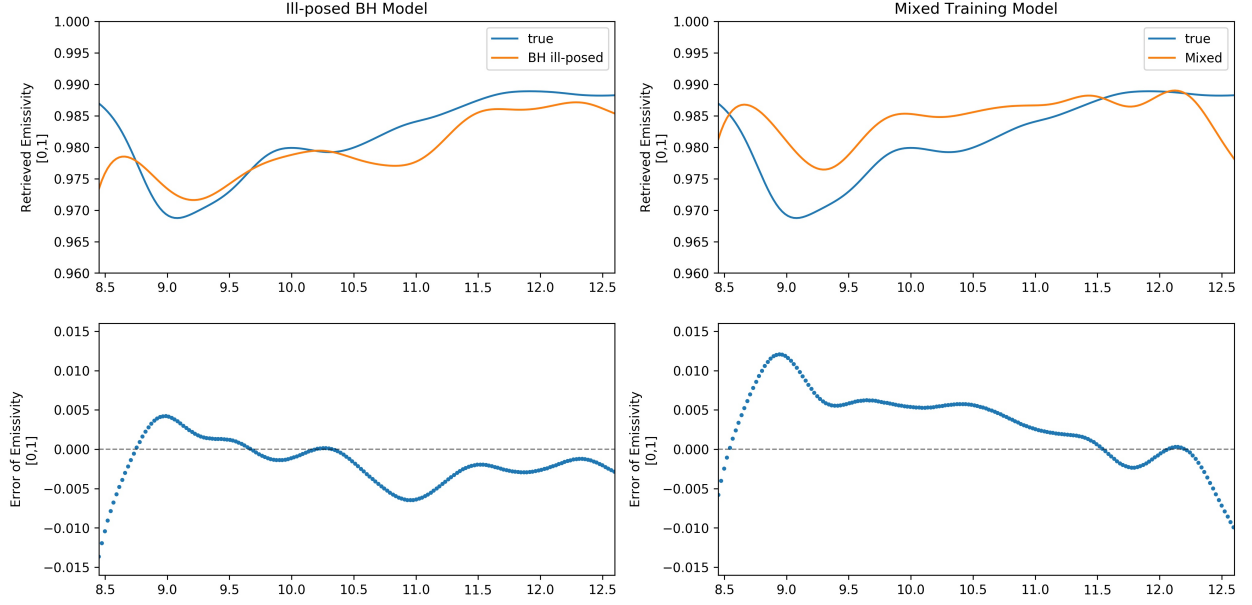 Ill-posed BH Model
Retrieved Emissivity
[0,1]
1.000
0.995
0.990
0.985
0.980
0.975
0.970
0.965
0.960
true
BH ill-posed
8.5 9.0 9.5 10.0 10.5 11.0 11.5 12.0 12.5
Mixed Training Model
Retrieved Emissivity
[0,1]
1.000
0.995
0.990
0.985
0.980
0.975
0.970
0.965
0.960
true
Mixed
8.5 9.0 9.5 10.0 10.5 11.0 11.5 12.0 12.5
Error of Emissivity
[0,1]
0.015
0.010
0.005
0.000
−0.005
−0.010
−0.015
8.5 9.0 9.5 10.0 10.5 11.0 11.5 12.0 12.5
Error of Emissivity
[0,1]
0.015
0.010
0.005
0.000
−0.005
−0.010
−0.015
8.5 9.0 9.5 10.0 10.5 11.0 11.5 12.0 12.5